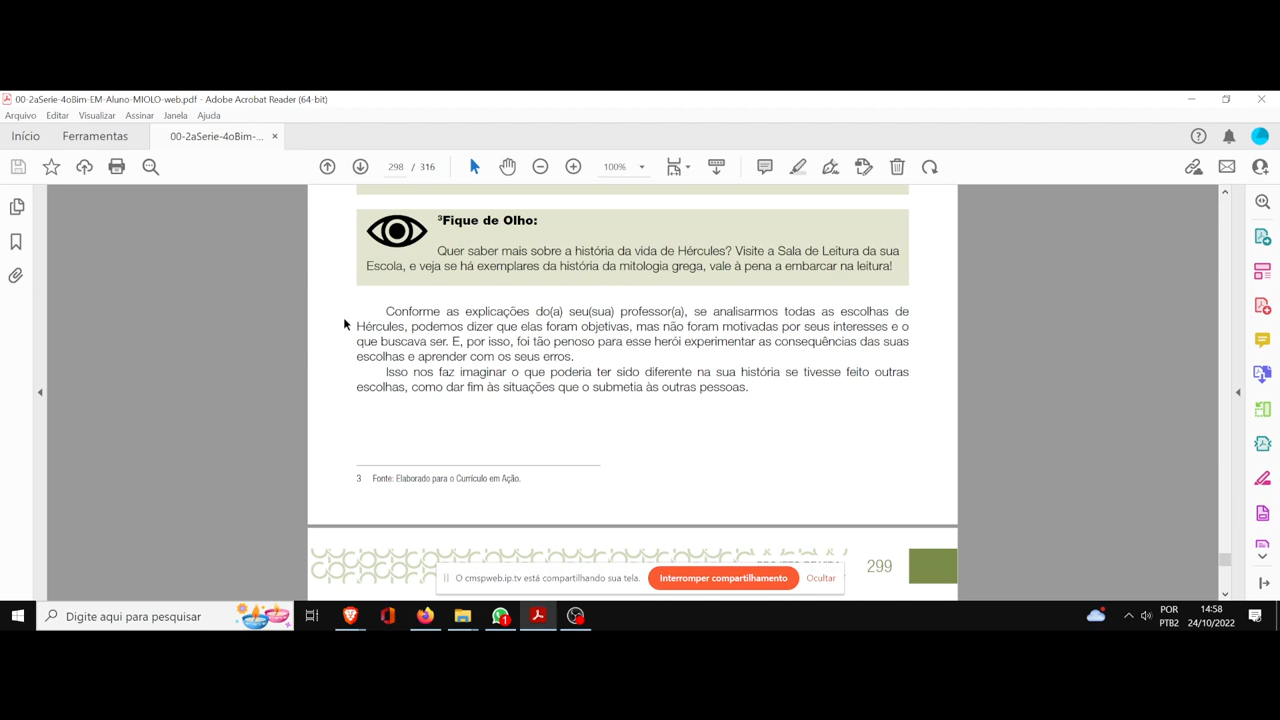 00-2aSerie-4oBim-EM-Aluno-MIOLO-web.pdf - Adobe Acrobat Reader (64-bit)
Arquivo Editar Visualizar Assinar Janela Ajuda
Início Ferramentas 00-2aSerie-4oBim-... ×
298 / 316 100%
³Fique de Olho:
Quer saber mais sobre a história da vida de Hércules? Visite a Sala de Leitura da sua
Escola, e veja se há exemplares da história da mitologia grega, vale à pena a embarcar na leitura!
Conforme as explicações do(a) seu(sua) professor(a), se analisarmos todas as escolhas de
Hércules, podemos dizer que elas foram objetivas, mas não foram motivadas por seus interesses e o
que buscava ser. E, por isso, foi tão penoso para esse herói experimentar as consequências das suas
escolhas e aprender com os seus erros.
Isso nos faz imaginar o que poderia ter sido diferente na sua história se tivesse feito outras
escolhas, como dar fim às situações que o submetia às outras pessoas.
3 Fonte: Elaborado para o Currículo em Ação.
299
O cmspweb.ip.tv está compartilhando sua tela. Interromper compartilhamento Ocultar
Digite aqui para pesquisar
1
POR
PTB2
14:58
24/10/2022